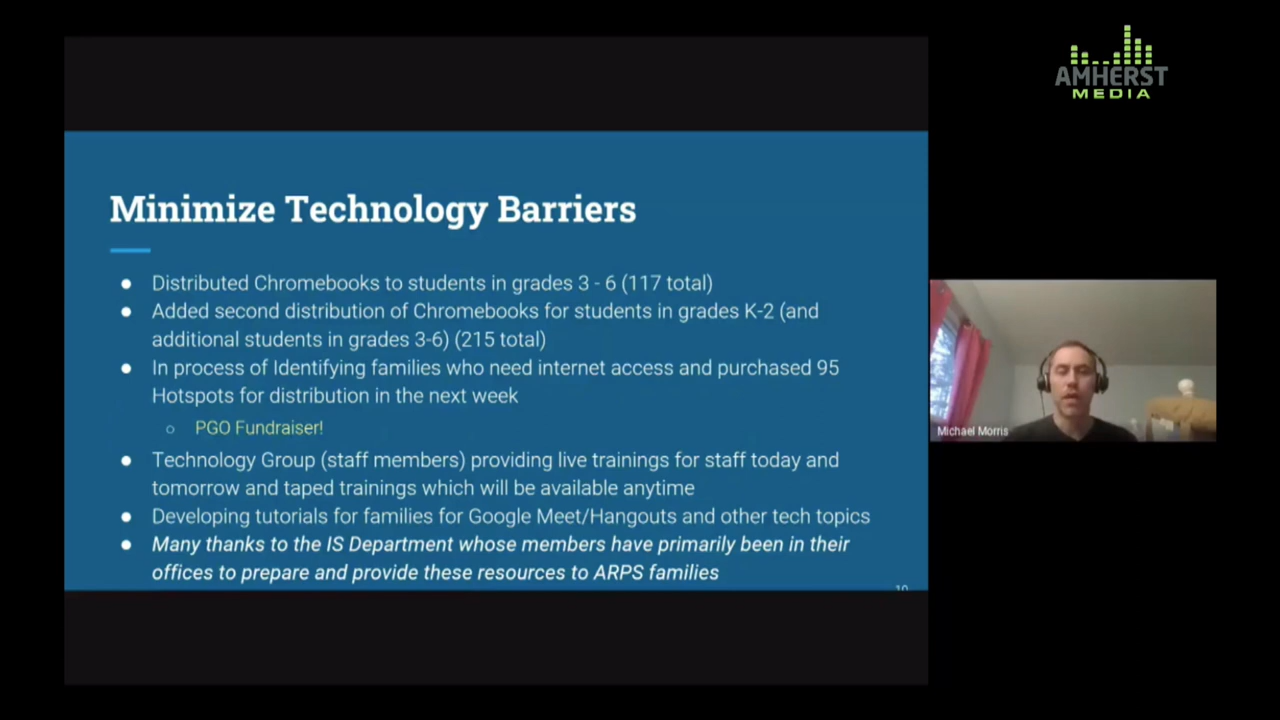 AMHERST
MEDIA
Minimize Technology Barriers
● Distributed Chromebooks to students in grades 3 - 6 (117 total)
● Added second distribution of Chromebooks for students in grades K-2 (and
additional students in grades 3-6) (215 total)
● In process of Identifying families who need internet access and purchased 95
Hotspots for distribution in the next week
○ PGO Fundraiser!
● Technology Group (staff members) providing live trainings for staff today and
tomorrow and taped trainings which will be available anytime
● Developing tutorials for families for Google Meet/Hangouts and other tech topics
● Many thanks to the IS Department whose members have primarily been in their
offices to prepare and provide these resources to ARPS families
Michael Morris